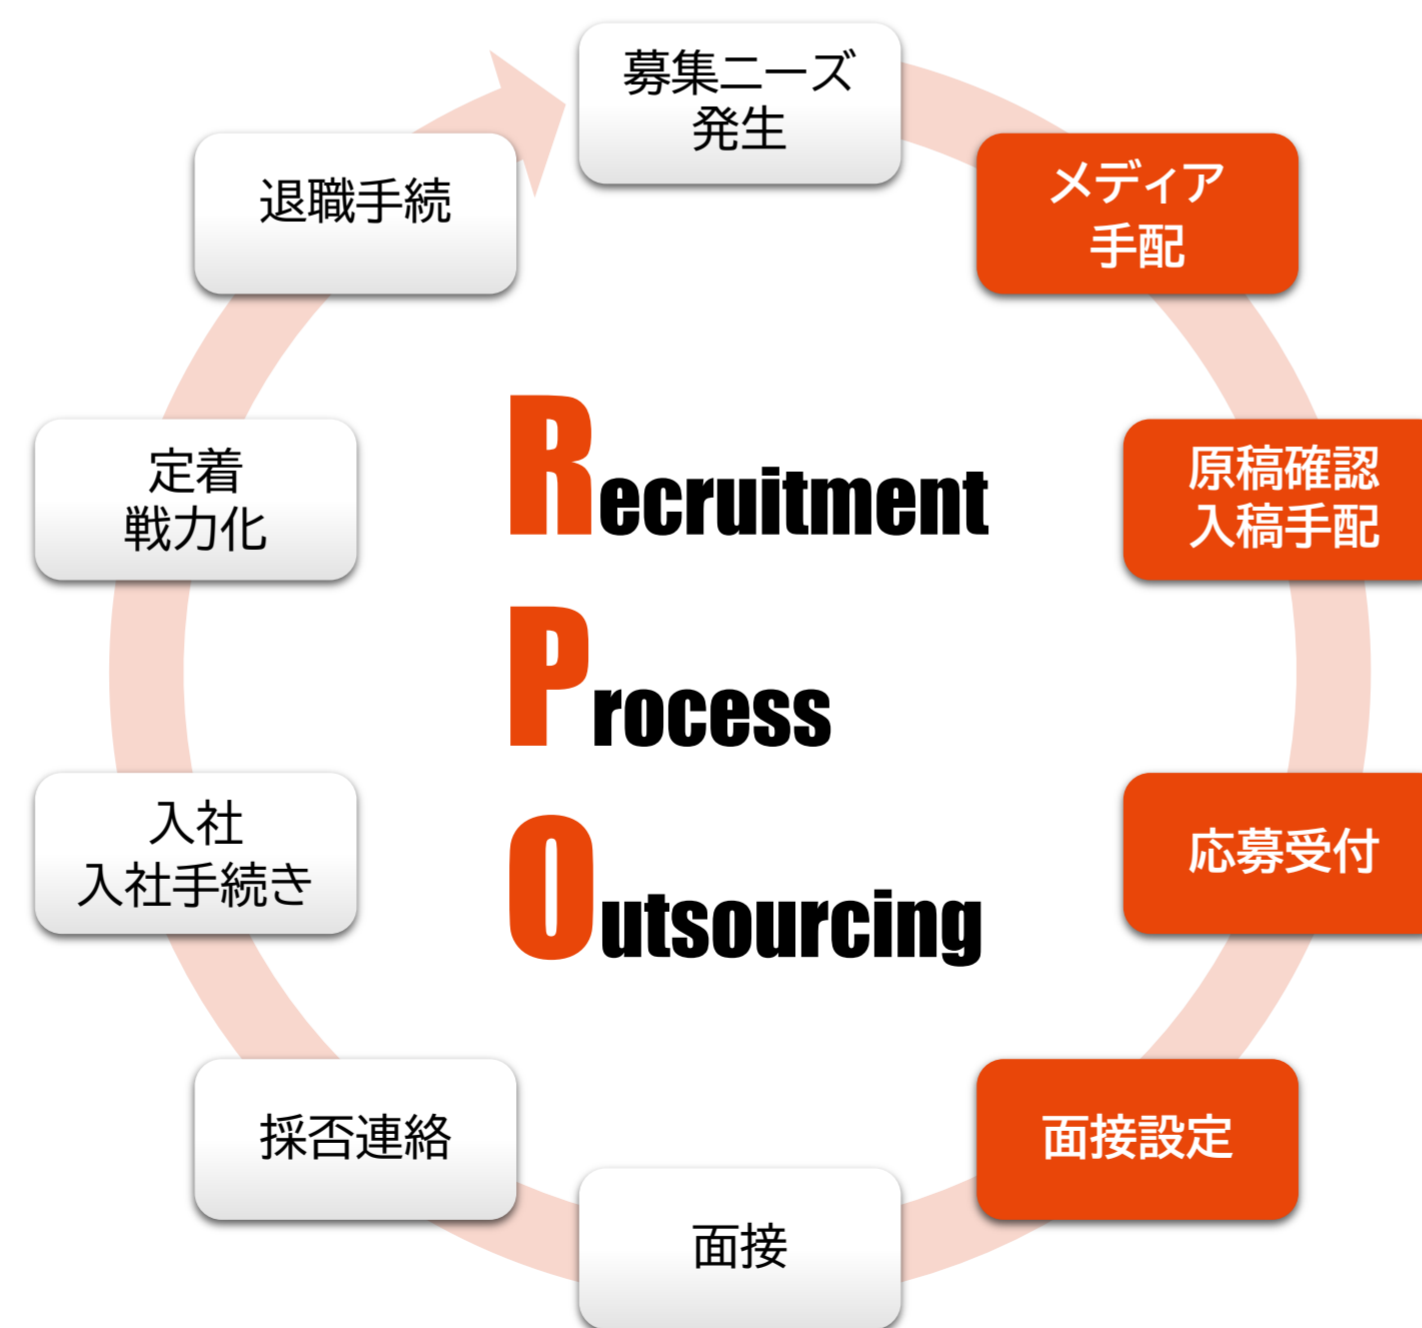 募集ニーズ
発生
メディア
手配
原稿確認
入稿手配
応募受付
面接設定
面接
採否連絡
入社
入社手続き
定着
戦力化
退職手続
Recruitment
Process
Outsourcing